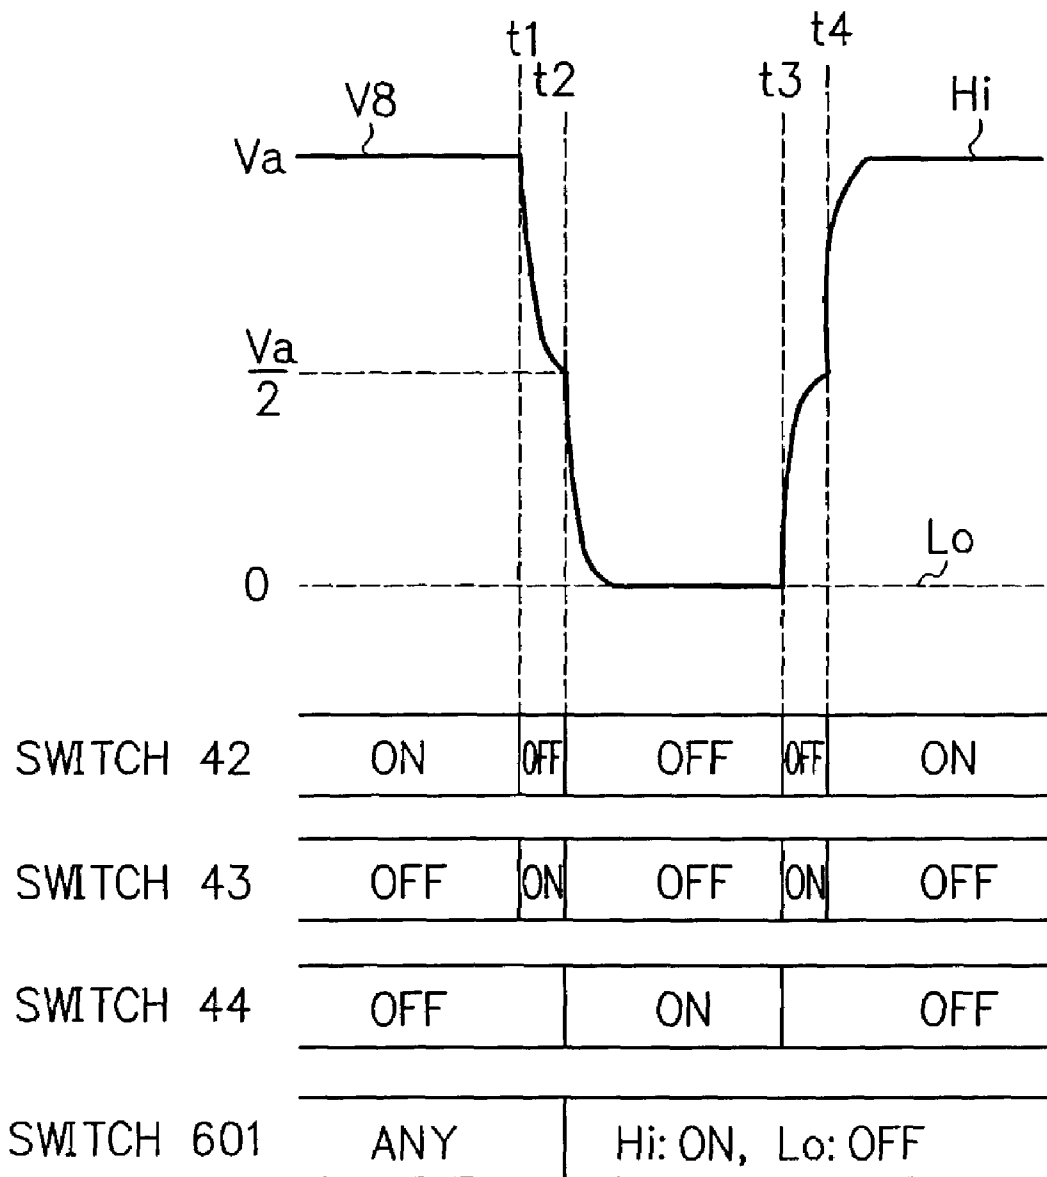 t1
t4
t2
t3
V8
Hi
Va
Va
2
Lo
0
SWITCH 42 ON OFF OFF OFF ON
SWITCH 43 OFF ON OFF ON OFF
SWITCH 44 OFF ON OFF
SWITCH 601 ANY Hi: ON, Lo: OFF